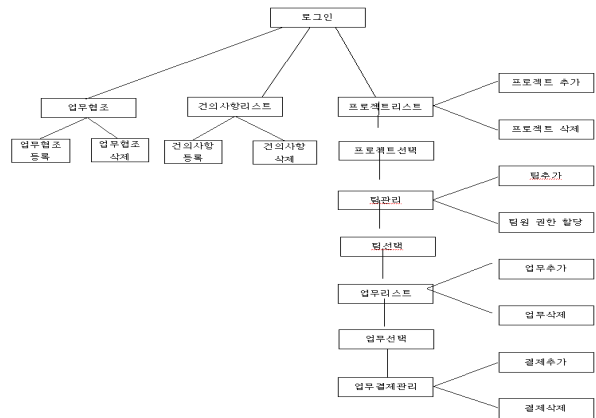 로그인
업무협조
건의사항리스트
프로젝트리스트
프로젝트 추가
프로젝트 삭제
업무협조
등록
업무협조
삭제
건의사항
등록
건의사항
삭제
프로젝트선택
팀관리
팀추가
팀원 권한 할당
팀선택
업무리스트
업무추가
업무삭제
업무선택
업무결제관리
결제추가
결제삭제